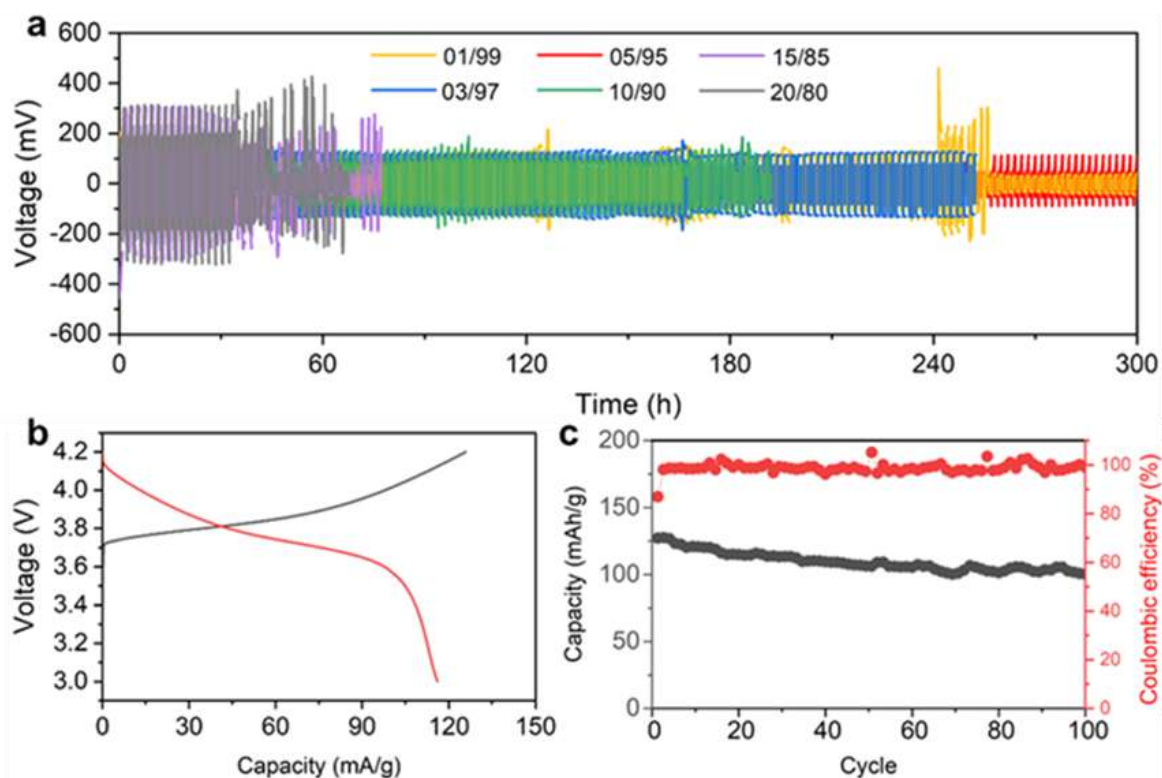 a
600
400
200
0
-200
-400
-600
Voltage (mV)
01/99 05/95 15/85
03/97 10/90 20/80
0 60 120 180 240 300
Time (h)
b
4.2
4.0
3.8
3.6
3.4
3.2
3.0
Voltage (V)
0 30 60 90 120 150
Capacity (mA/g)
c
200
150
100
50
0
Capacity (mAh/g)
100
80
60
40
20
0
Coulombic efficiency (%)
0 20 40 60 80 100
Cycle